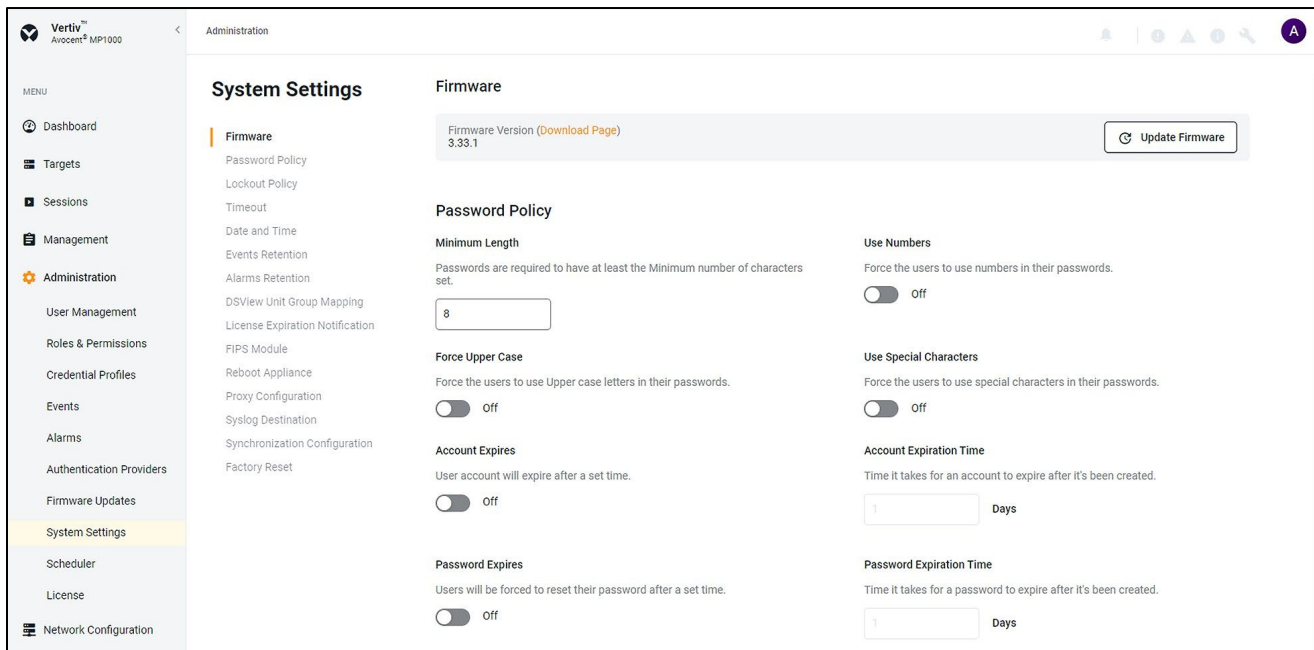 Vertiv™
Avocent® MP1000
Administration
A
MENU
Dashboard
Targets
Sessions
Management
Administration
User Management
Roles & Permissions
Credential Profiles
Events
Alarms
Authentication Providers
Firmware Updates
System Settings
Scheduler
License
Network Configuration
System Settings
Firmware
Password Policy
Lockout Policy
Timeout
Date and Time
Events Retention
Alarms Retention
DSView Unit Group Mapping
License Expiration Notification
FIPS Module
Reboot Appliance
Proxy Configuration
Syslog Destination
Synchronization Configuration
Factory Reset
Firmware
Firmware Version (Download Page)
3.33.1
Update Firmware
Password Policy
Minimum Length
Passwords are required to have at least the Minimum number of characters
set.
8
Use Numbers
Force the users to use numbers in their passwords.
Off
Force Upper Case
Force the users to use Upper case letters in their passwords.
Off
Use Special Characters
Force the users to use special characters in their passwords.
Off
Account Expires
User account will expire after a set time.
Off
Account Expiration Time
Time it takes for an account to expire after it's been created.
1 Days
Password Expires
Users will be forced to reset their password after a set time.
Off
Password Expiration Time
Time it takes for a password to expire after it's been created.
1 Days